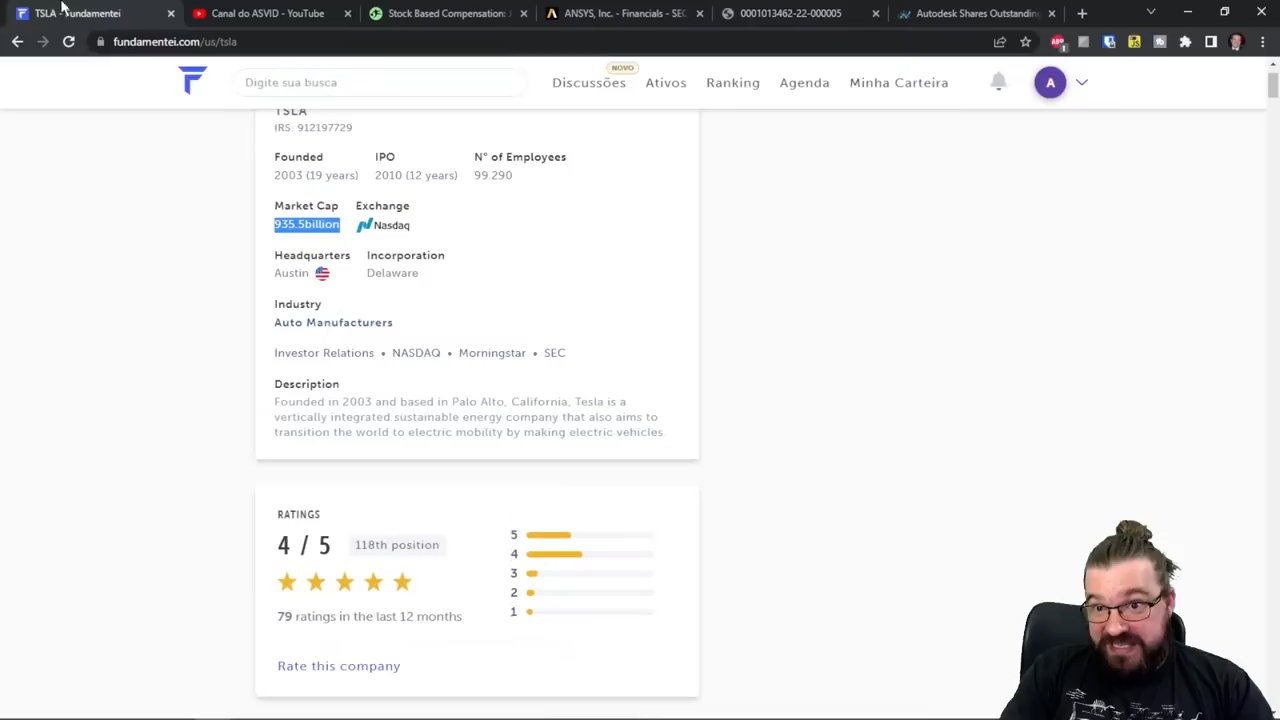 TSLA - Fundamentei
Canal do ASVID - YouTube
Stock Based Compensation:
ANSYS, Inc. - Financials - SEC
0001013462-22-000005
Autodesk Shares Outstanding
fundamentei.com/us/tsla
Digite sua busca
NOVO
Discussões Ativos Ranking Agenda Minha Carteira
A
TSLA
IRS: 912197729
Founded IPO N° of Employees
2003 (19 years) 2010 (12 years) 99.290
Market Cap Exchange
935.5billion Nasdaq
Headquarters Incorporation
Austin Delaware
Industry
Auto Manufacturers
Investor Relations • NASDAQ • Morningstar • SEC
Description
Founded in 2003 and based in Palo Alto, California, Tesla is a
vertically integrated sustainable energy company that also aims to
transition the world to electric mobility by making electric vehicles.
RATINGS
4 / 5 118th position
79 ratings in the last 12 months
5
4
3
2
1
Rate this company